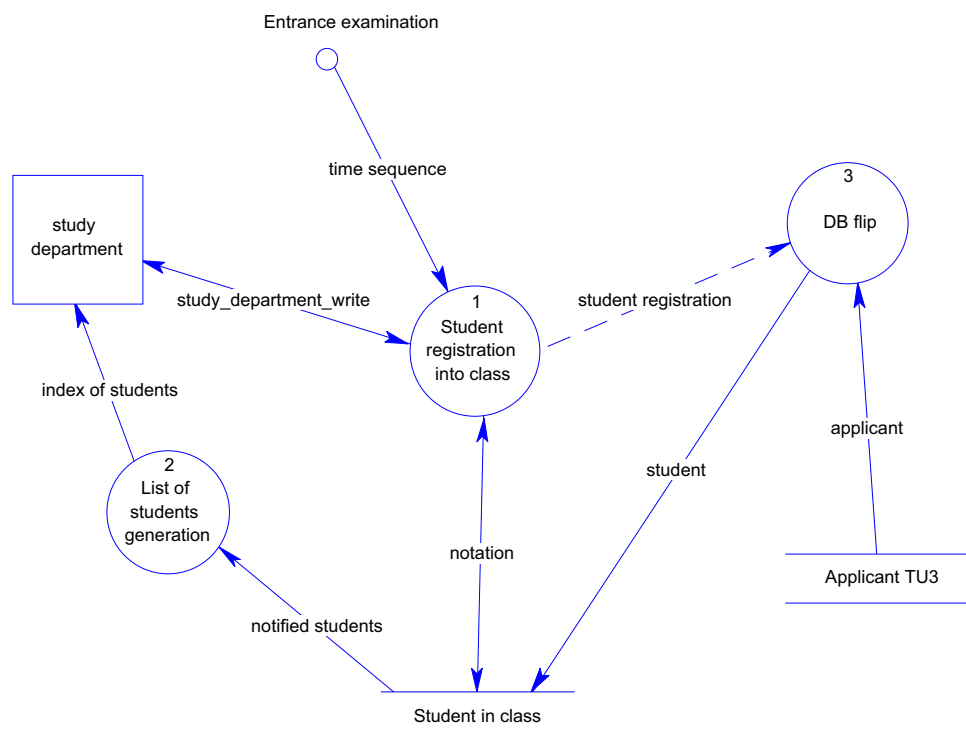 Entrance examination
time sequence
3
DB flip
study
department
study_department_write
student registration
1
Student
registration
into class
index of students
applicant
2
List of
students
generation
student
notation
Applicant TU3
notified students
Student in class